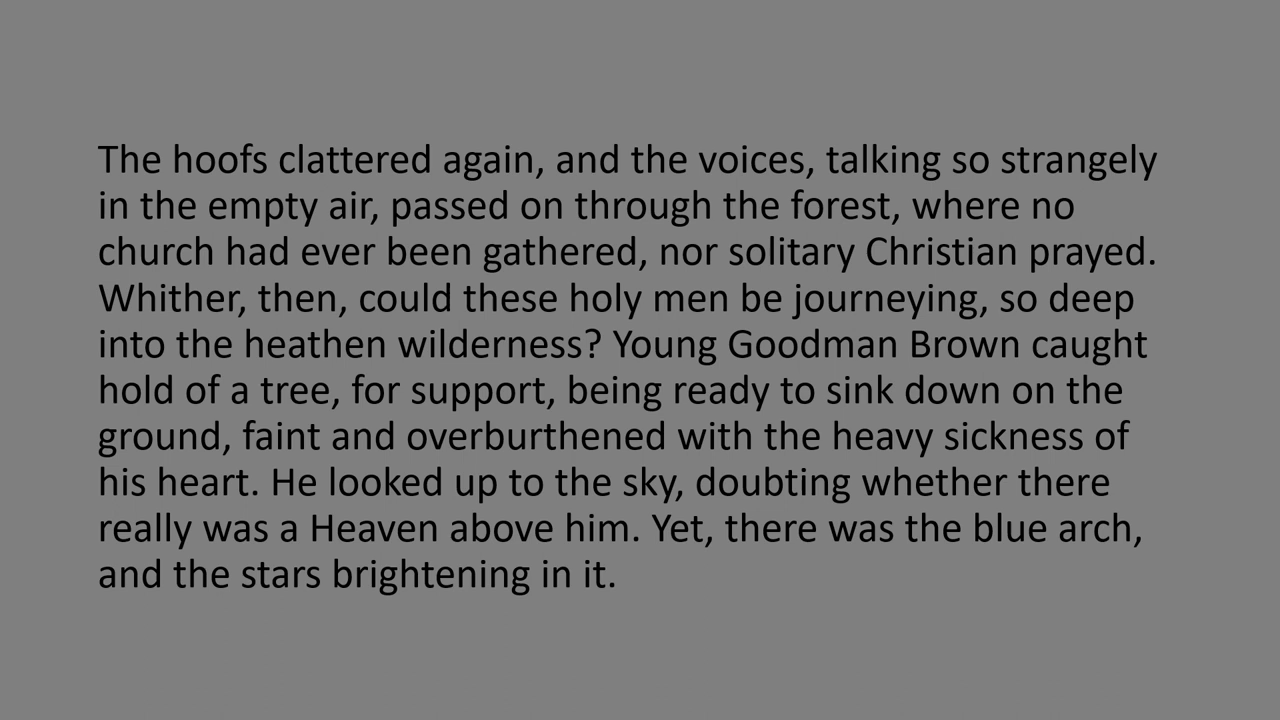 The hoofs clattered again, and the voices, talking so strangely
in the empty air, passed on through the forest, where no
church had ever been gathered, nor solitary Christian prayed.
Whither, then, could these holy men be journeying, so deep
into the heathen wilderness? Young Goodman Brown caught
hold of a tree, for support, being ready to sink down on the
ground, faint and overburthened with the heavy sickness of
his heart. He looked up to the sky, doubting whether there
really was a Heaven above him. Yet, there was the blue arch,
and the stars brightening in it.